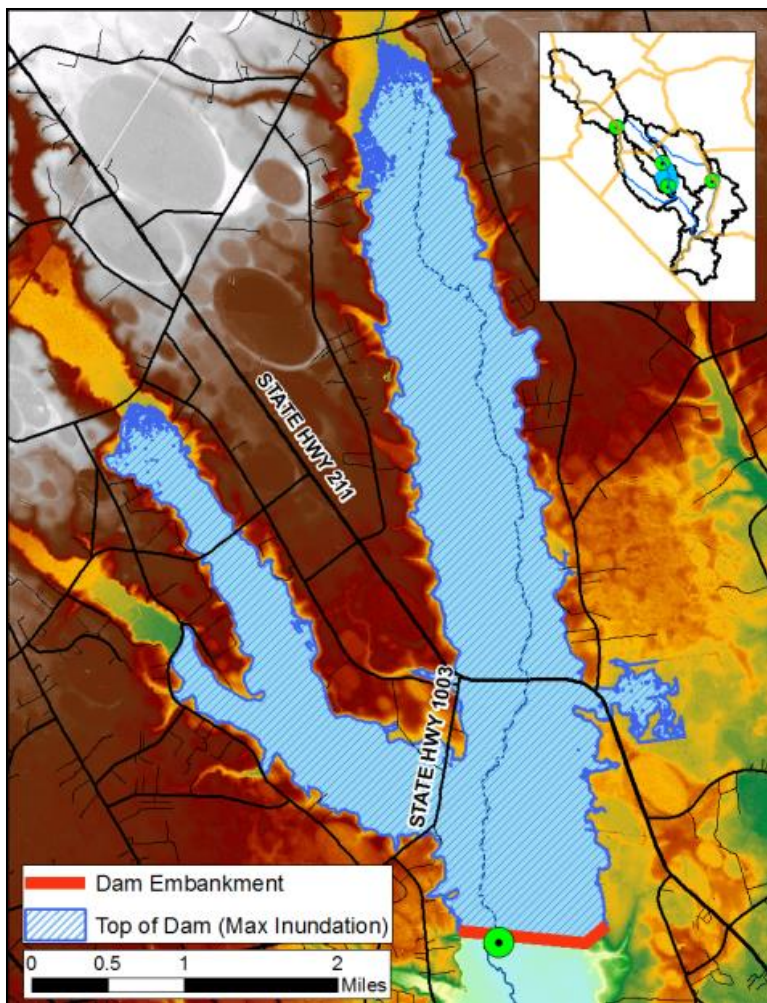 STATE HWY 211
STATE HWY 1003
Dam Embankment
Top of Dam (Max Inundation)
0 0.5 1 2
Miles